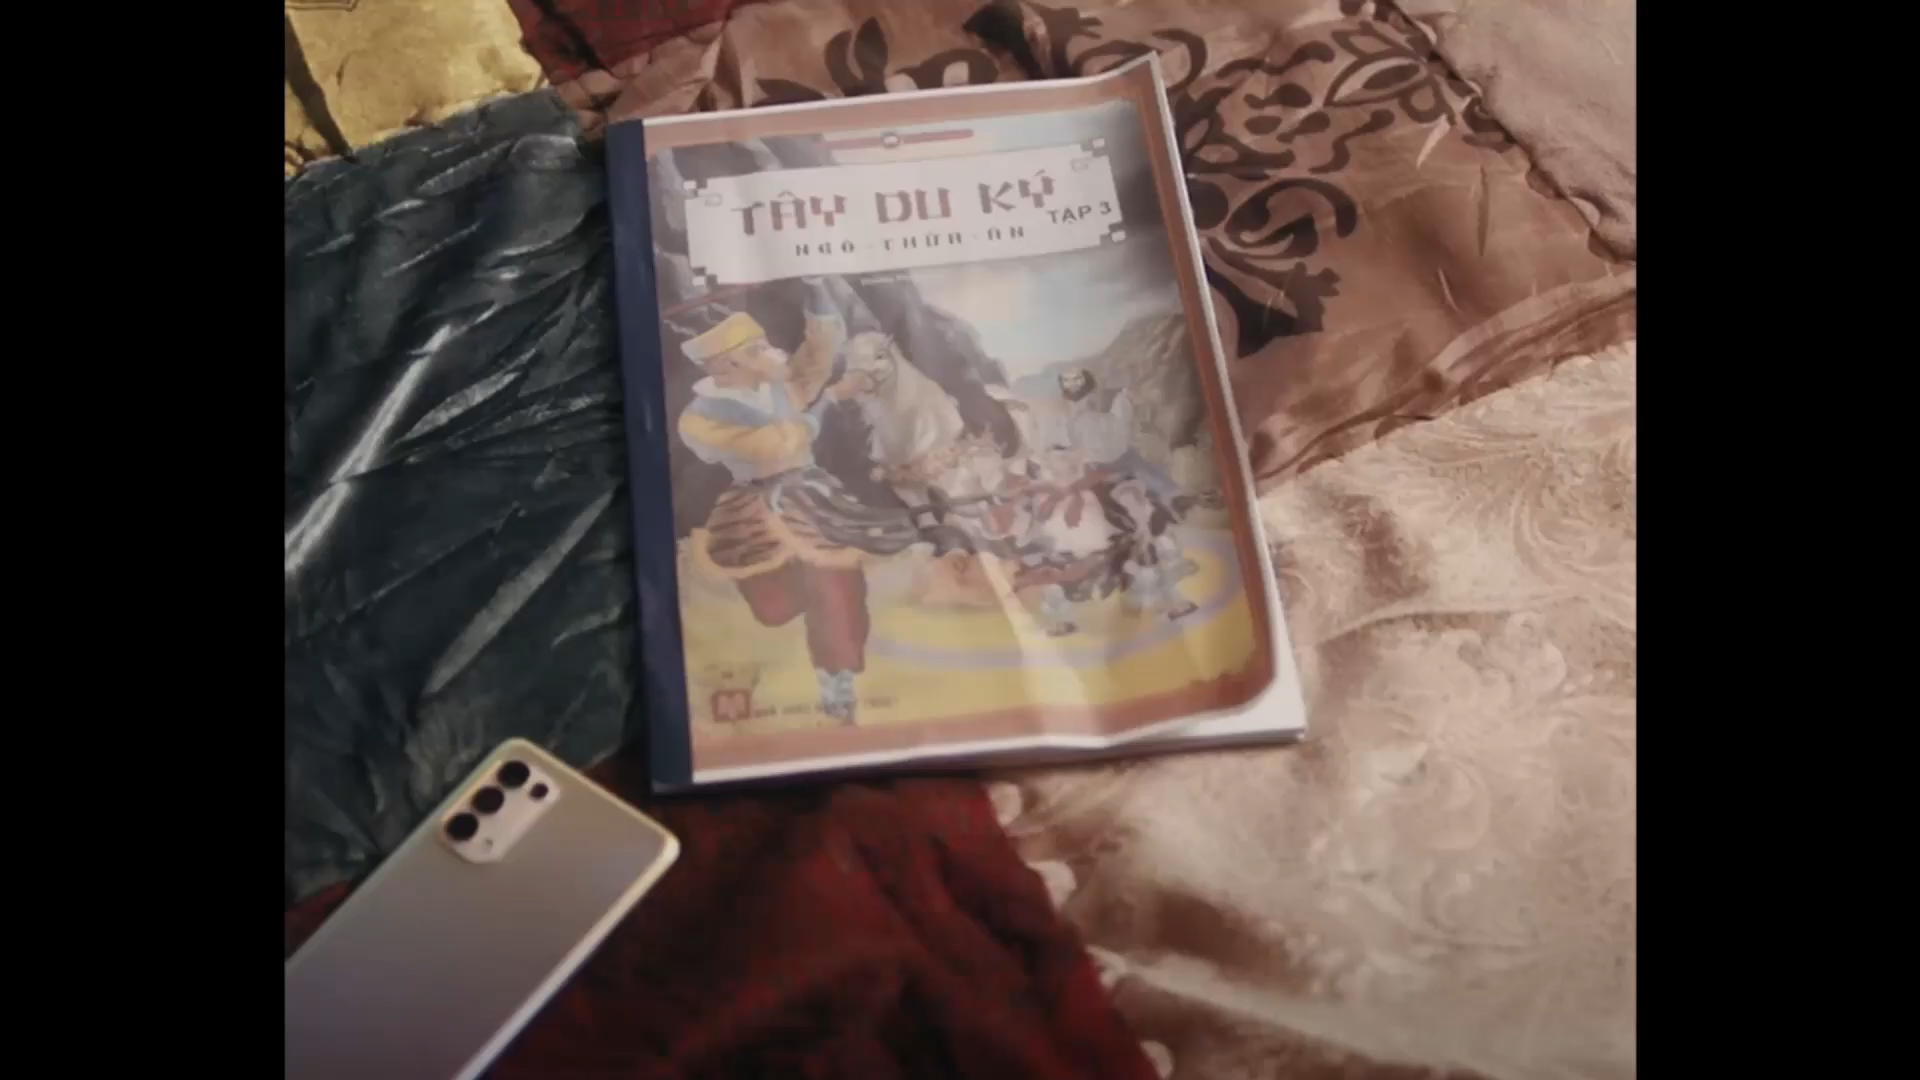 TÂY DU KÝ
TẬP 3
NGÔ - THỪA - ÂN